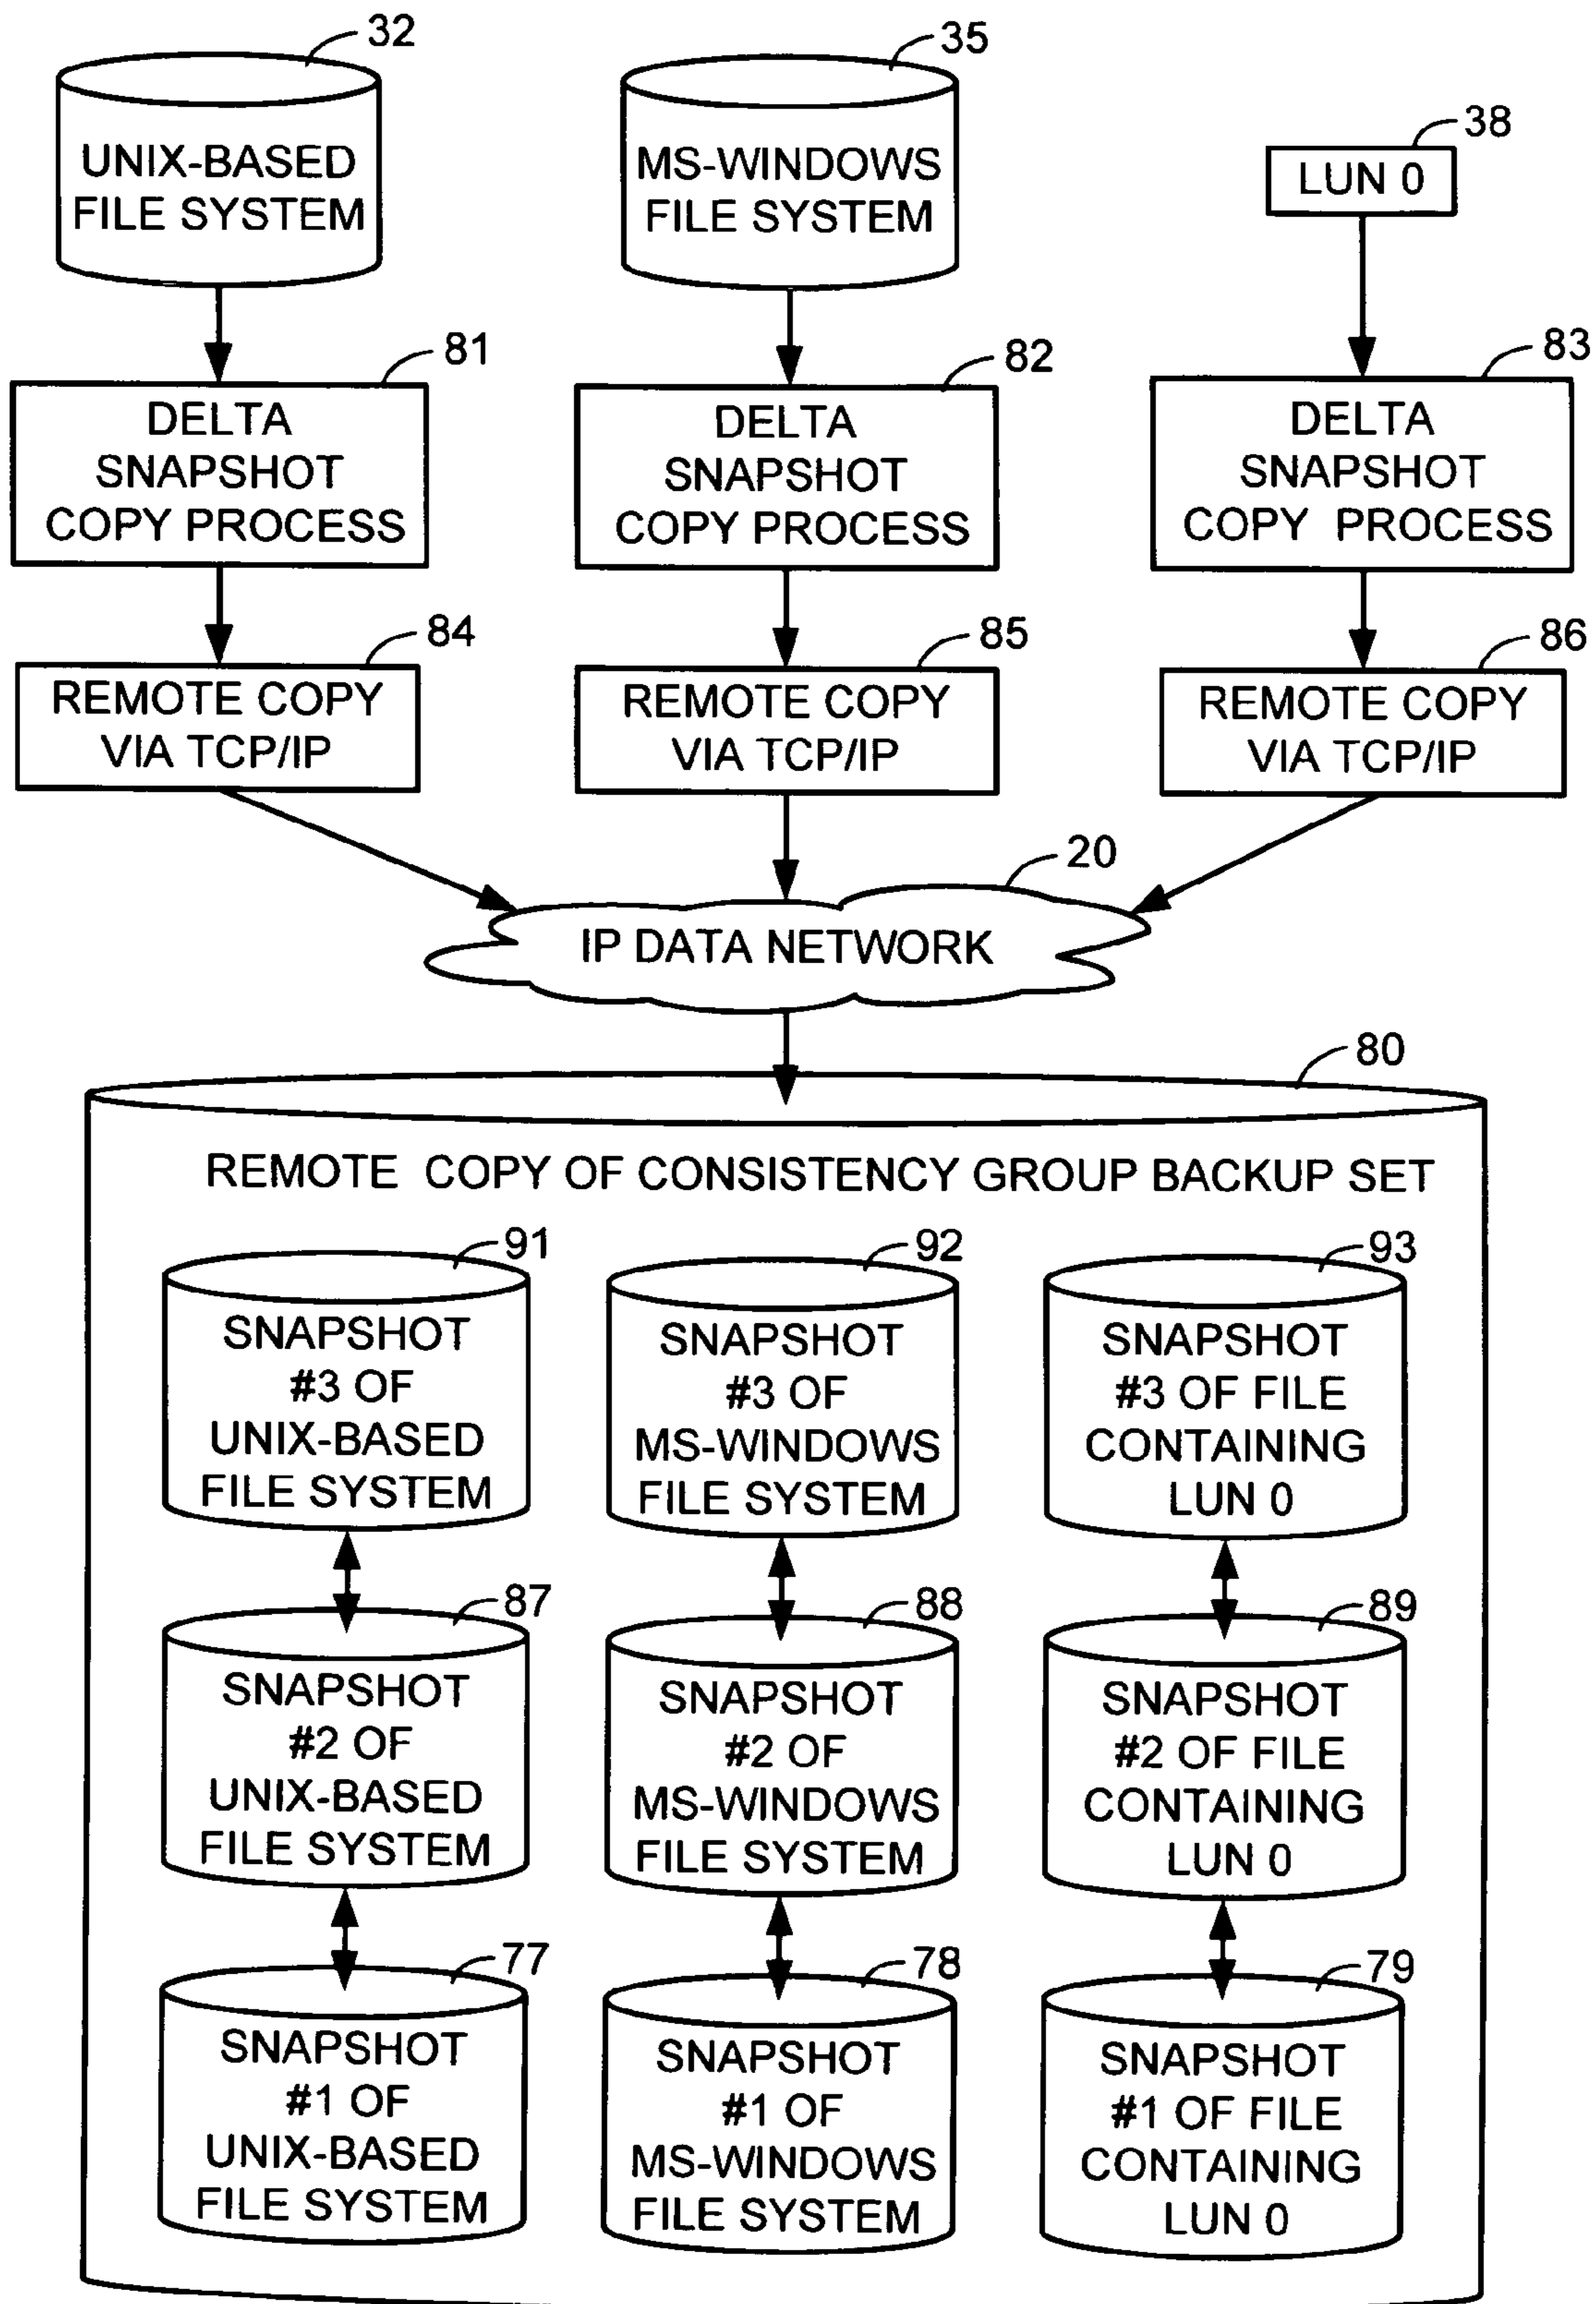 32
35
38
UNIX-BASED
FILE SYSTEM
MS-WINDOWS
FILE SYSTEM
LUN 0
81
82
83
DELTA
SNAPSHOT
COPY PROCESS
DELTA
SNAPSHOT
COPY PROCESS
DELTA
SNAPSHOT
COPY PROCESS
84
85
86
REMOTE COPY
VIA TCP/IP
REMOTE COPY
VIA TCP/IP
REMOTE COPY
VIA TCP/IP
20
IP DATA NETWORK
80
REMOTE COPY OF CONSISTENCY GROUP BACKUP SET
91
92
93
SNAPSHOT
#3 OF
UNIX-BASED
FILE SYSTEM
SNAPSHOT
#3 OF
MS-WINDOWS
FILE SYSTEM
SNAPSHOT
#3 OF FILE
CONTAINING
LUN 0
87
88
89
SNAPSHOT
#2 OF
UNIX-BASED
FILE SYSTEM
SNAPSHOT
#2 OF
MS-WINDOWS
FILE SYSTEM
SNAPSHOT
#2 OF FILE
CONTAINING
LUN 0
77
78
79
SNAPSHOT
#1 OF
UNIX-BASED
FILE SYSTEM
SNAPSHOT
#1 OF
MS-WINDOWS
FILE SYSTEM
SNAPSHOT
#1 OF FILE
CONTAINING
LUN 0